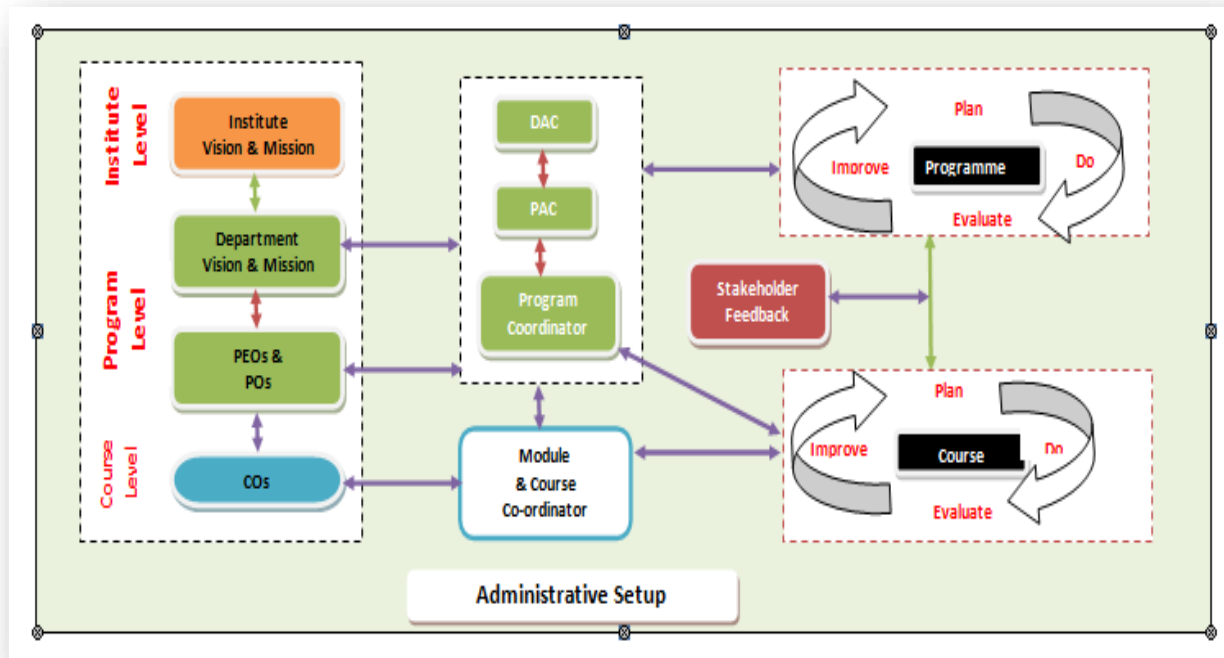 Institute
Level
Institute
Vision & Mission
Program
Level
Department
Vision & Mission
PEOs &
POs
Course
Level
COs
DAC
PAC
Program
Coordinator
Module
& Course
Co-ordinator
Stakeholder
Feedback
Plan
Improve
Programme
Do
Evaluate
Plan
Improve
Course
Do
Evaluate
Administrative Setup